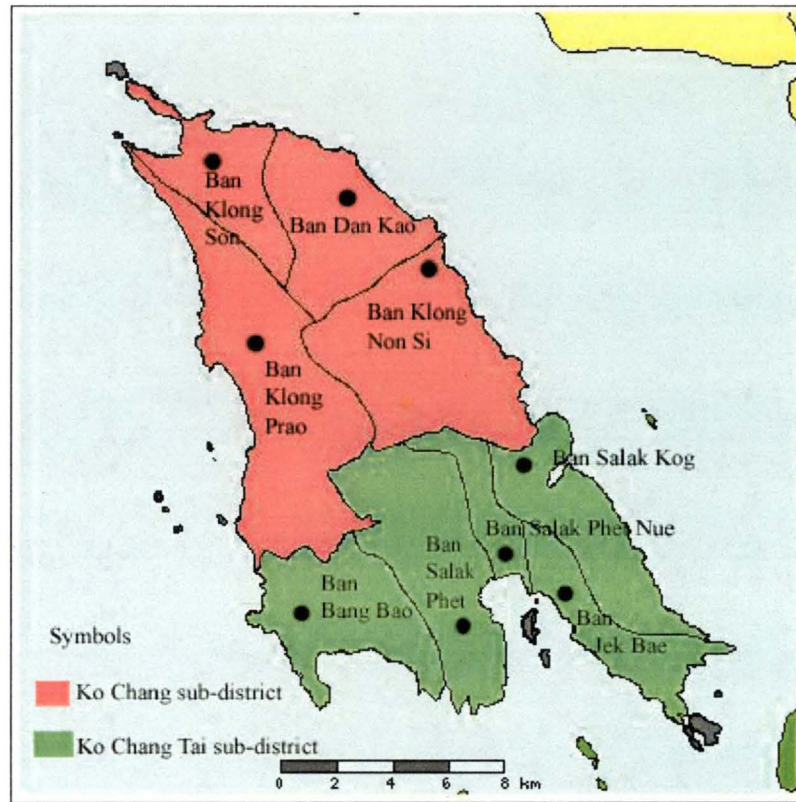 Ban
Klong
Son
Ban Dan Kao
Ban Klong
Non Si
Ban
Klong
Prao
Ban Salak Kog
Ban Salak Phet Nue
Ban
Salak
Phet
Ban
Bang Bao
Ban
Jek Bae
Symbols
Ko Chang sub-district
Ko Chang Tai sub-district
0 2 4 6 8 km